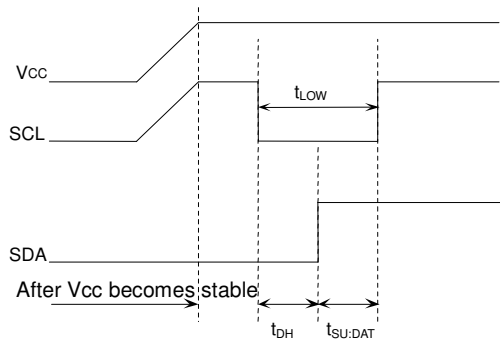 VCC
tLOW
SCL
SDA
After Vcc becomes stable
tDH
tSU:DAT